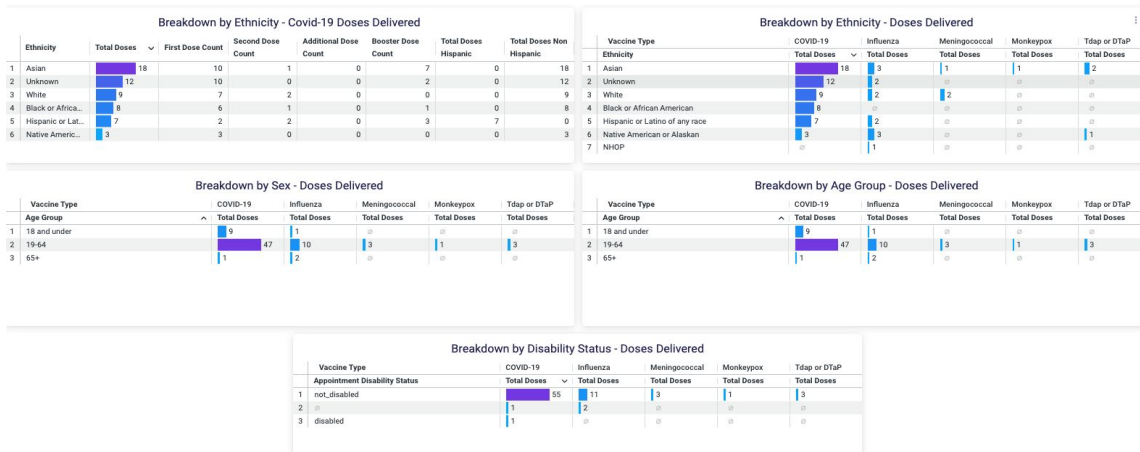 Breakdown by Ethnicity - Covid-19 Doses Delivered
Ethnicity Total Doses First Dose Count Second Dose Count Additional Dose Count Booster Dose Count Total Doses Hispanic Total Doses Non Hispanic
1 Asian 18 10 1 0 7 0 18
2 Unknown 12 10 0 0 2 0 12
3 White 9 7 2 0 0 0 9
4 Black or Africa... 8 6 1 0 1 0 8
5 Hispanic or Lat... 7 2 2 0 3 7 0
6 Native Americ... 3 3 0 0 0 0 3
Breakdown by Ethnicity - Doses Delivered
Vaccine Type COVID-19 Influenza Meningococcal Monkeypox Tdap or DTaP
Ethnicity Total Doses Total Doses Total Doses Total Doses Total Doses
1 Asian 18 3 1 1 2
2 Unknown 12 2 ∅ ∅ ∅
3 White 9 2 2 ∅ ∅
4 Black or African American 8 ∅ ∅ ∅ ∅
5 Hispanic or Latino of any race 7 2 ∅ ∅ ∅
6 Native American or Alaskan 3 3 ∅ ∅ 1
7 NHOP ∅ 1 ∅ ∅ ∅
Breakdown by Sex - Doses Delivered
Vaccine Type COVID-19 Influenza Meningococcal Monkeypox Tdap or DTaP
Age Group Total Doses Total Doses Total Doses Total Doses Total Doses
1 18 and under 9 1 ∅ ∅ ∅
2 19-64 47 10 3 1 3
3 65+ 1 2 ∅ ∅ ∅
Breakdown by Age Group - Doses Delivered
Vaccine Type COVID-19 Influenza Meningococcal Monkeypox Tdap or DTaP
Age Group Total Doses Total Doses Total Doses Total Doses Total Doses
1 18 and under 9 1 ∅ ∅ ∅
2 19-64 47 10 3 1 3
3 65+ 1 2 ∅ ∅ ∅
Breakdown by Disability Status - Doses Delivered
Vaccine Type COVID-19 Influenza Meningococcal Monkeypox Tdap or DTaP
Appointment Disability Status Total Doses Total Doses Total Doses Total Doses Total Doses
1 not_disabled 55 11 3 1 3
2 ∅ 1 2 ∅ ∅ ∅
3 disabled 1 ∅ ∅ ∅ ∅